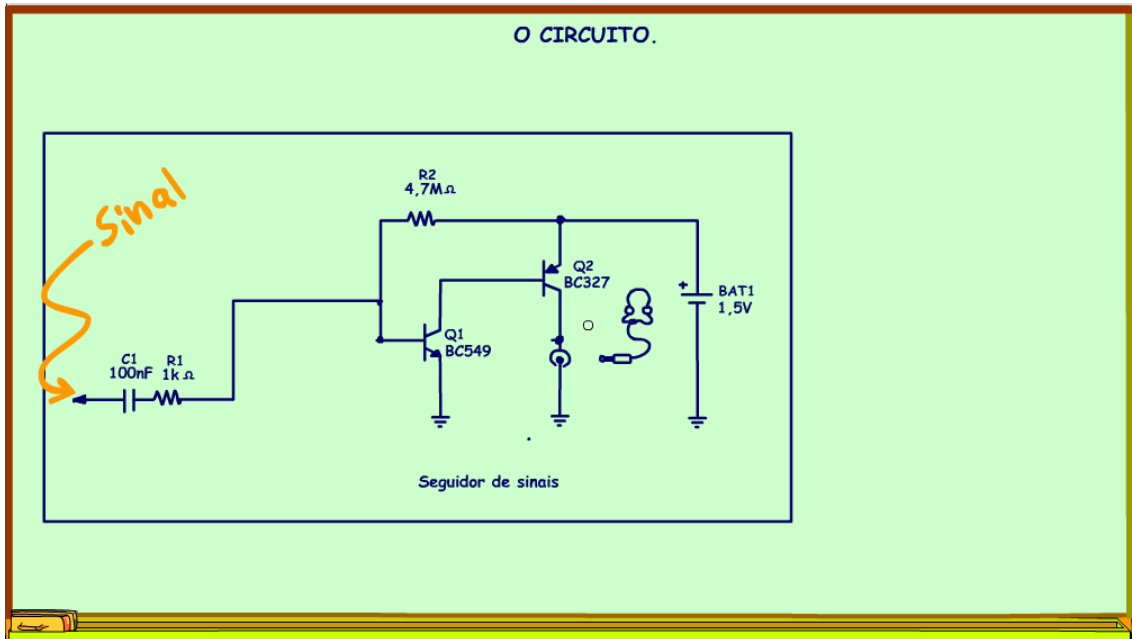 O CIRCUITO.
Sinal
R2
4,7MΩ
Q2
BC327
+
BAT1
1,5V
Q1
BC549
C1
100nF
R1
1kΩ
Seguidor de sinais